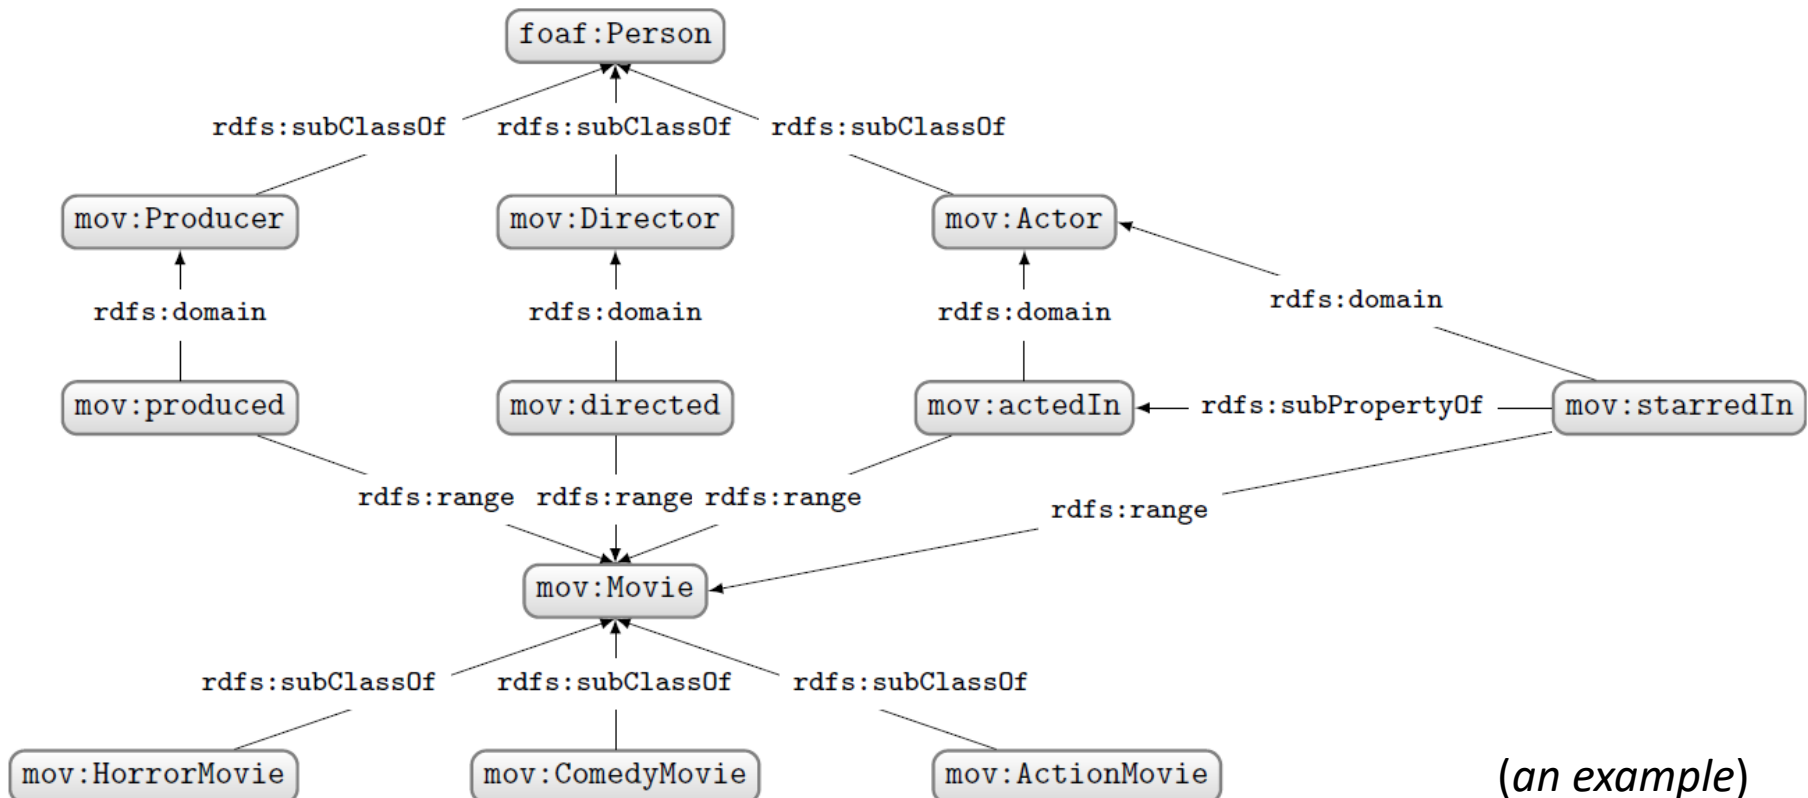 foaf:Person
rdfs:subClassOf rdfs:subClassOf rdfs:subClassOf
mov:Producer mov:Director mov:Actor
rdfs:domain rdfs:domain rdfs:domain rdfs:domain
mov:produced mov:directed mov:actedIn rdfs:subPropertyOf mov:starredIn
rdfs:range rdfs:range rdfs:range rdfs:range
mov:Movie
rdfs:subClassOf rdfs:subClassOf rdfs:subClassOf
mov:HorrorMovie mov:ComedyMovie mov:ActionMovie (an example)